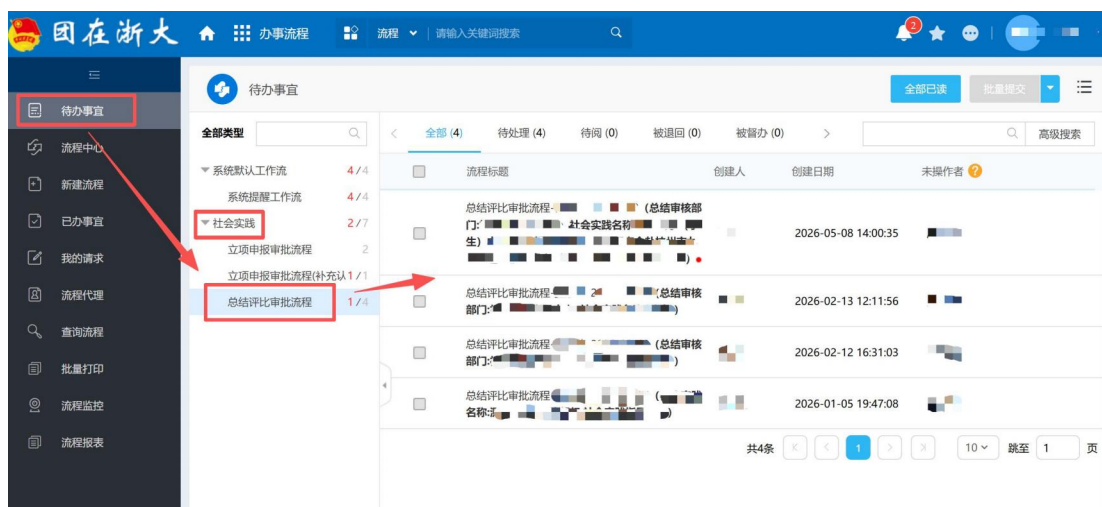 团在浙大
办事流程
流程
请输入关键词搜索
2
待办事宜
流程中心
新建流程
已办事宜
我的请求
流程代理
查询流程
批量打印
流程监控
流程报表
待办事宜
全部已读
批量提交
全部类型
系统默认工作流 4/4
系统提醒工作流 4/4
社会实践 2/7
立项申报审批流程 2
立项申报审批流程(补充认 1/1
总结评比审批流程 1/4
全部 (4) 待处理 (4) 待阅 (0) 被退回 (0) 被督办 (0)
高级搜索
流程标题 创建人 创建日期 未操作者
总结评比审批流程- (总结审核部
门: 社会实践名称
生)
2026-05-08 14:00:35
总结评比审批流程- (总结审核
部门:
2026-02-13 12:11:56
总结评比审批流程 (总结审核
部门:
2026-02-12 16:31:03
总结评比审批流程
名称:
2026-01-05 19:47:08
共4条 1 10 跳至 1 页